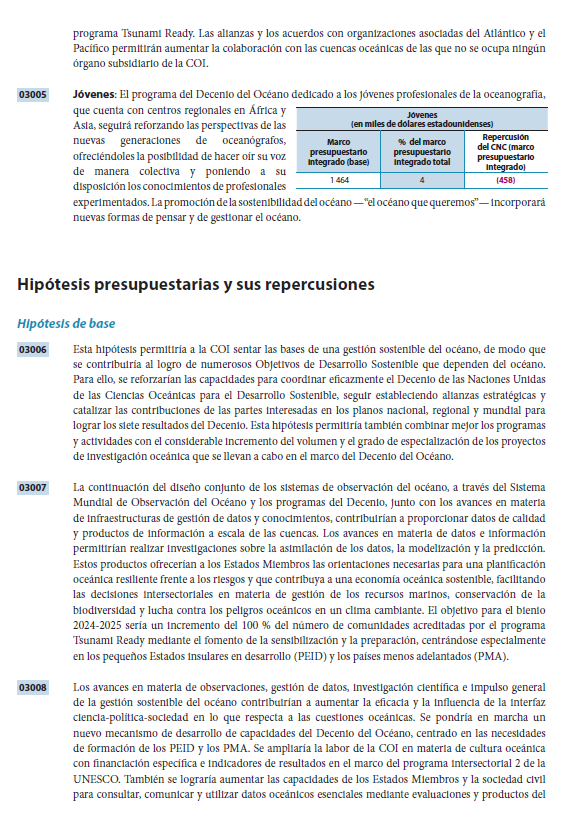 programa Tsunami Ready. Las alianzas y los acuerdos con organizaciones asociadas del Atlántico y el
Pacífico permitirán aumentar la colaboración con las cuencas oceánicas de las que no se ocupa ningún
órgano subsidiario de la COI.
03005 Jóvenes: El programa del Decenio del Océano dedicado a los jóvenes profesionales de la oceanografía,
que cuenta con centros regionales en África y
Asia, seguirá reforzando las perspectivas de las
nuevas generaciones de oceanógrafos,
ofreciéndoles la posibilidad de hacer oír su voz
de manera colectiva y poniendo a su
disposición los conocimientos de profesionales
Jóvenes
(en miles de dólares estadounidenses)
Marco
presupuestario
integrado (base)
% del marco
presupuestario
integrado total
Repercusión
del CNC (marco
presupuestario
integrado)
1 464
4
(458)
experimentados. La promoción de la sostenibilidad del océano —“el océano que queremos”— incorporará
nuevas formas de pensar y de gestionar el océano.
Hipótesis presupuestarias y sus repercusiones
Hipótesis de base
03006 Esta hipótesis permitiría a la COI sentar las bases de una gestión sostenible del océano, de modo que
se contribuiría al logro de numerosos Objetivos de Desarrollo Sostenible que dependen del océano.
Para ello, se reforzarían las capacidades para coordinar eficazmente el Decenio de las Naciones Unidas
de las Ciencias Oceánicas para el Desarrollo Sostenible, seguir estableciendo alianzas estratégicas y
catalizar las contribuciones de las partes interesadas en los planos nacional, regional y mundial para
lograr los siete resultados del Decenio. Esta hipótesis permitiría también combinar mejor los programas
y actividades con el considerable incremento del volumen y el grado de especialización de los proyectos
de investigación oceánica que se llevan a cabo en el marco del Decenio del Océano.
03007 La continuación del diseño conjunto de los sistemas de observación del océano, a través del Sistema
Mundial de Observación del Océano y los programas del Decenio, junto con los avances en materia
de infraestructuras de gestión de datos y conocimientos, contribuirían a proporcionar datos de calidad
y productos de información a escala de las cuencas. Los avances en materia de datos e información
permitirían realizar investigaciones sobre la asimilación de los datos, la modelización y la predicción.
Estos productos ofrecerían a los Estados Miembros las orientaciones necesarias para una planificación
oceánica resiliente frente a los riesgos y que contribuya a una economía oceánica sostenible, facilitando
las decisiones intersectoriales en materia de gestión de los recursos marinos, conservación de la
biodiversidad y lucha contra los peligros oceánicos en un clima cambiante. El objetivo para el bienio
2024-2025 sería un incremento del 100 % del número de comunidades acreditadas por el programa
Tsunami Ready mediante el fomento de la sensibilización y la preparación, centrándose especialmente
en los pequeños Estados insulares en desarrollo (PEID) y los países menos adelantados (PMA).
03008 Los avances en materia de observaciones, gestión de datos, investigación científica e impulso general
de la gestión sostenible del océano contribuirían a aumentar la eficacia y la influencia de la interfaz
ciencia-política-sociedad en lo que respecta a las cuestiones oceánicas. Se pondría en marcha un
nuevo mecanismo de desarrollo de capacidades del Decenio del Océano, centrado en las necesidades
de formación de los PEID y los PMA. Se ampliaría la labor de la COI en materia de cultura oceánica
con financiación específica e indicadores de resultados en el marco del programa intersectorial 2 de la
UNESCO. También se lograría aumentar las capacidades de los Estados Miembros y la sociedad civil
para consultar, comunicar y utilizar datos oceánicos esenciales mediante evaluaciones y productos del